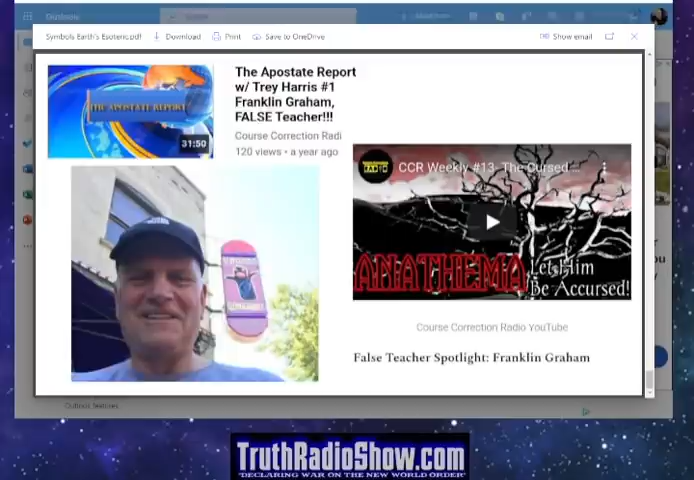 Symbols Earth's Esoteric.pdf
Download
Print
Save to OneDrive
Show email
THE APOSTATE REPORT
31:50
The Apostate Report
w/ Trey Harris #1
Franklin Graham,
FALSE Teacher!!!
Course Correction Radi
120 views • a year ago
CCR Weekly #13- The Cursed
RADIO
ANATHEMA
Let Him
Be Accursed!
Course Correction Radio YouTube
False Teacher Spotlight: Franklin Graham
TruthRadioShow.com
"DECLARING WAR ON THE NEW WORLD ORDER"